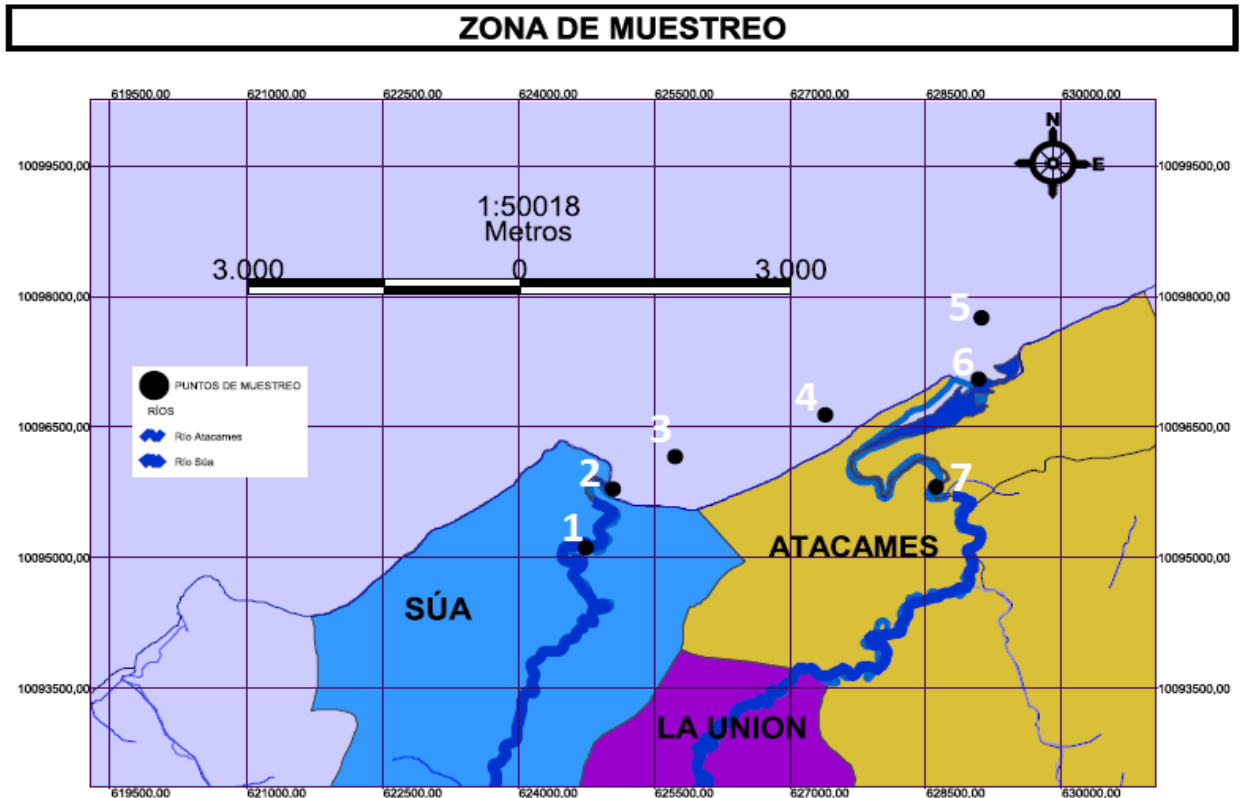 ZONA DE MUESTREO
619500,00 621000,00 622500,00 624000,00 625500,00 627000,00 628500,00 630000,00
N
E
10099500,00 10099500,00
1:50018
Metros
3.000 0 3.000
10098000,00 10098000,00
5
6
PUNTOS DE MUESTREO
RÍOS
Río Atacames
Río Súa
4
3
10096500,00 10096500,00
2
7
1
ATACAMES
10095000,00 10095000,00
SÚA
10093500,00 10093500,00
LA UNION
619500,00 621000,00 622500,00 624000,00 625500,00 627000,00 628500,00 630000,00